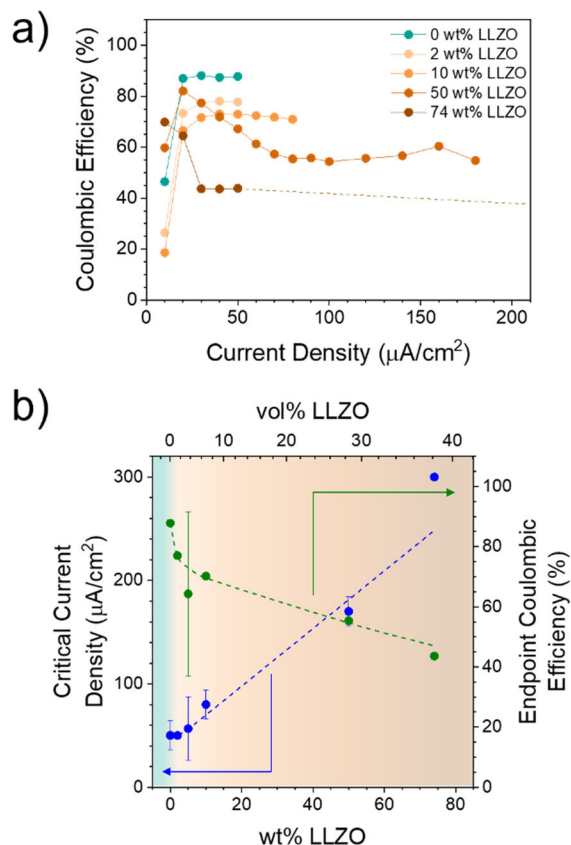 a)
100
80
60
40
20
0
Coulombic Efficiency (%)
0 wt% LLZO
2 wt% LLZO
10 wt% LLZO
50 wt% LLZO
74 wt% LLZO
0 50 100 150 200
Current Density (μA/cm²)
b)
vol% LLZO
0 10 20 30 40
300
200
100
0
Critical Current
Density (μA/cm²)
100
80
60
40
20
0
Endpoint Coulombic
Efficiency (%)
0 20 40 60 80
wt% LLZO